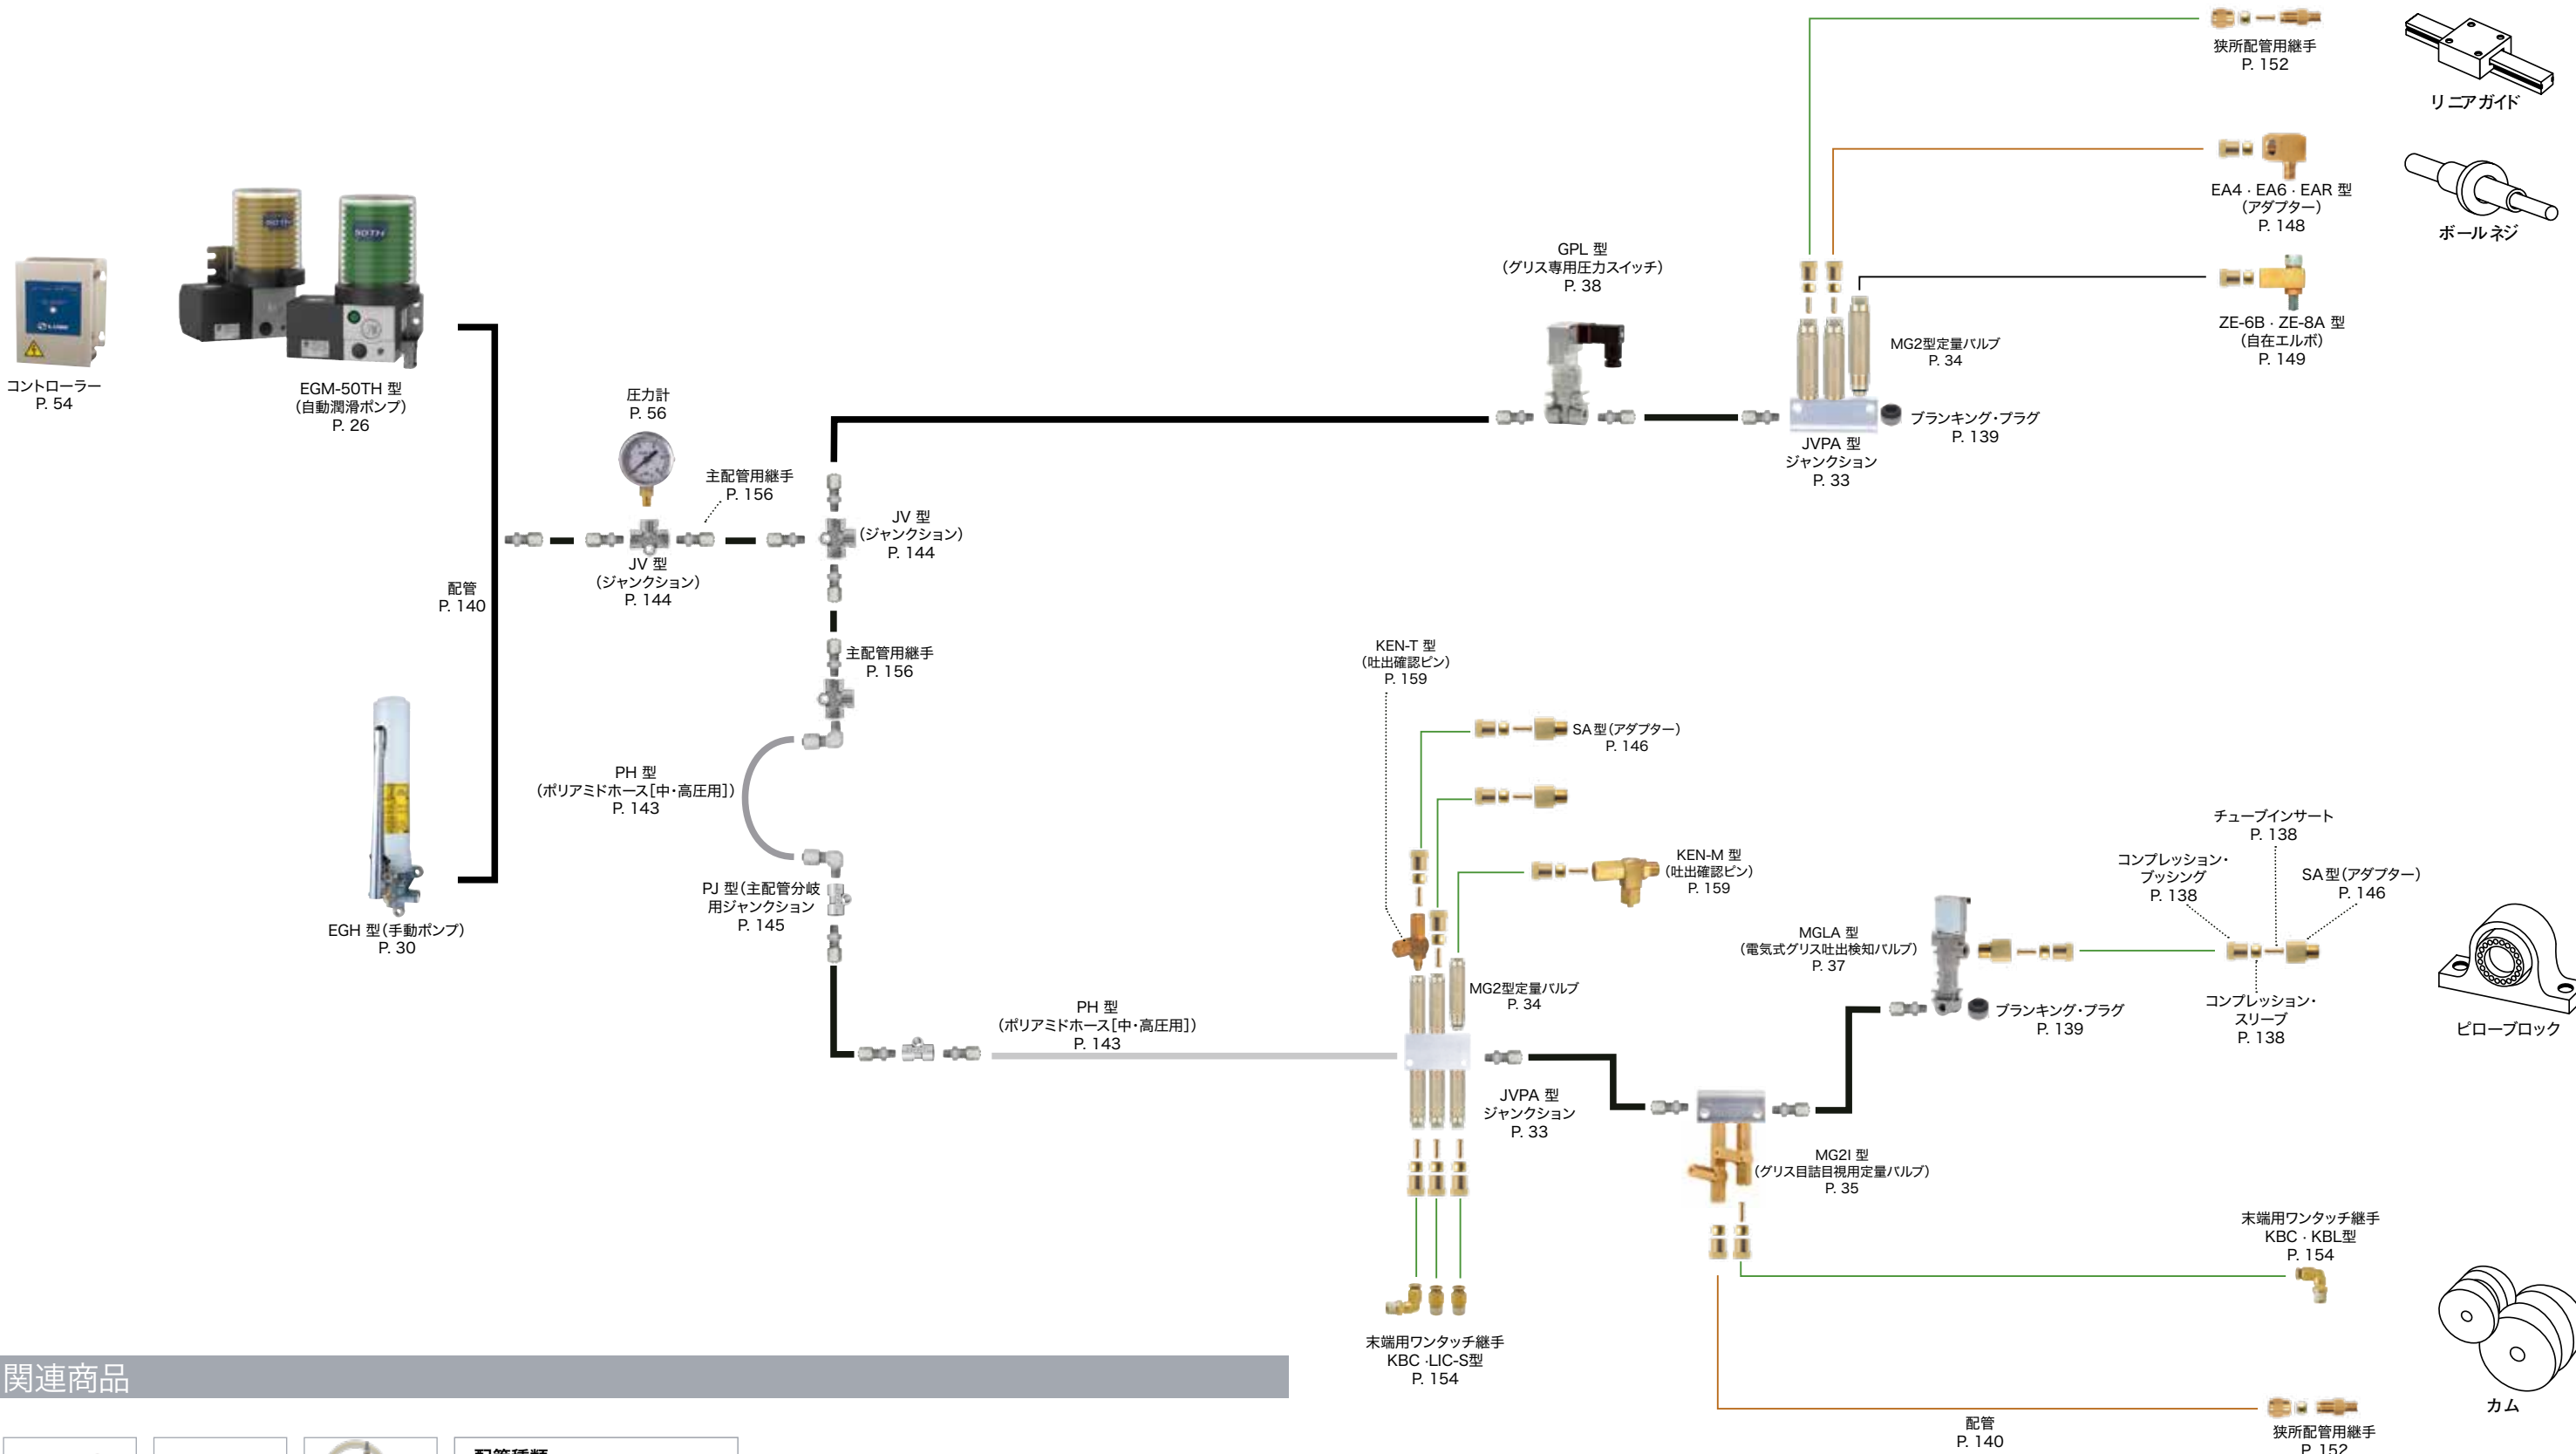 狭所配管用継手
P. 152
リニアガイド
EA4・EA6・EAR 型
（アダプター）
P. 148
ボールネジ
ZE-6B・ZE-8A 型
（自在エルボ）
P. 149
GPL 型
（グリス専用圧力スイッチ）
P. 38
MG2型定量バルブ
P. 34
ブランキング・プラグ
P. 139
JVPA 型
ジャンクション
P. 33
50TH
50TH
LUBE
コントローラー
P. 54
EGM-50TH 型
（自動潤滑ポンプ）
P. 26
圧力計
P. 56
主配管用継手
P. 156
JV 型
（ジャンクション）
P. 144
JV 型
（ジャンクション）
P. 144
配管
P. 140
主配管用継手
P. 156
PH 型
（ポリアミドホース［中・高圧用］）
P. 143
PJ 型（主配管分岐
用ジャンクション
P. 145
EGH 型（手動ポンプ）
P. 30
PH 型
（ポリアミドホース［中・高圧用］）
P. 143
KEN-T 型
（吐出確認ピン）
P. 159
SA型（アダプター）
P. 146
KEN-M 型
（吐出確認ピン）
P. 159
MG2型定量バルブ
P. 34
JVPA 型
ジャンクション
P. 33
MGLA 型
（電気式グリス吐出検知バルブ）
P. 37
ブランキング・プラグ
P. 139
チューブインサート
P. 138
コンプレッション・
ブッシング
P. 138
SA型（アダプター）
P. 146
コンプレッション・
スリーブ
P. 138
ピローブロック
MG2I 型
（グリス目詰目視用定量バルブ）
P. 35
末端用ワンタッチ継手
KBC・KBL型
P. 154
末端用ワンタッチ継手
KBC・LIC-S型
P. 154
カム
配管
P. 140
狭所配管用継手
P. 152
関連商品
配管種類